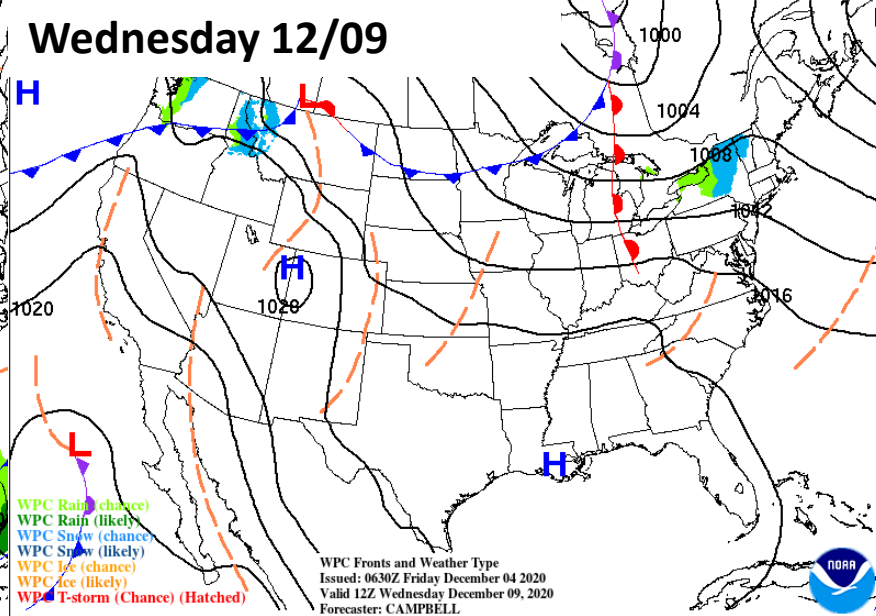 Wednesday 12/09
1000
H
L
1004
1008
1012
H
1028
1016
1020
L
H
WPC Rain (chance)
WPC Rain (likely)
WPC Snow (chance)
WPC Snow (likely)
WPC Ice (chance)
WPC Ice (likely)
WPC T-storm (Chance) (Hatched)
WPC Fronts and Weather Type
Issued: 0630Z Friday December 04 2020
Valid 12Z Wednesday December 09, 2020
Forecaster: CAMPBELL
NOAA